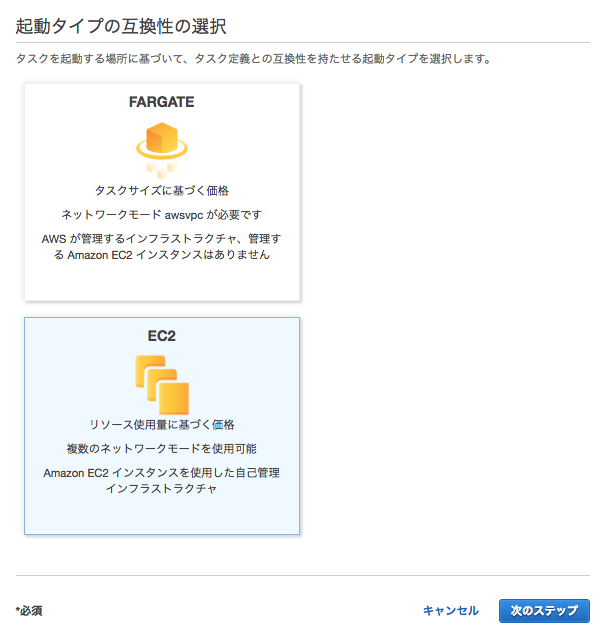 起動タイプの互換性の選択
タスクを起動する場所に基づいて、タスク定義との互換性を持たせる起動タイプを選択します。
FARGATE
タスクサイズに基づく価格
ネットワークモード awsvpc が必要です
AWS が管理するインフラストラクチャ、管理す
る Amazon EC2 インスタンスはありません
EC2
リソース使用量に基づく価格
複数のネットワークモードを使用可能
Amazon EC2 インスタンスを使用した自己管理
インフラストラクチャ
*必須
キャンセル
次のステップ